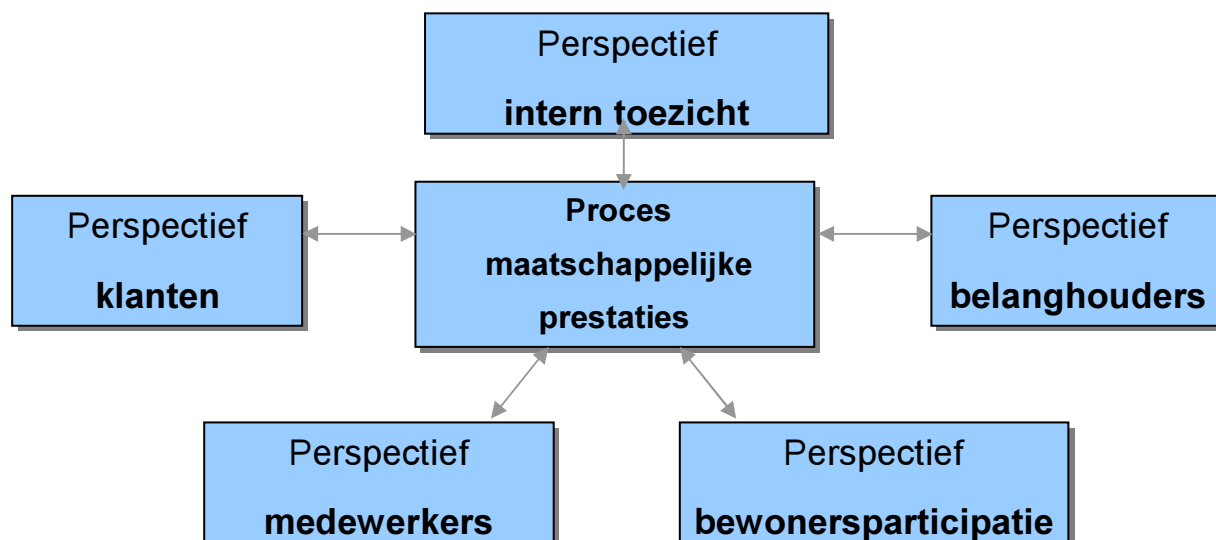 Perspectief
intern toezicht
Perspectief
klanten
Proces
maatschappelijke
prestaties
Perspectief
belanghouders
Perspectief
medewerkers
Perspectief
bewonersparticipatie